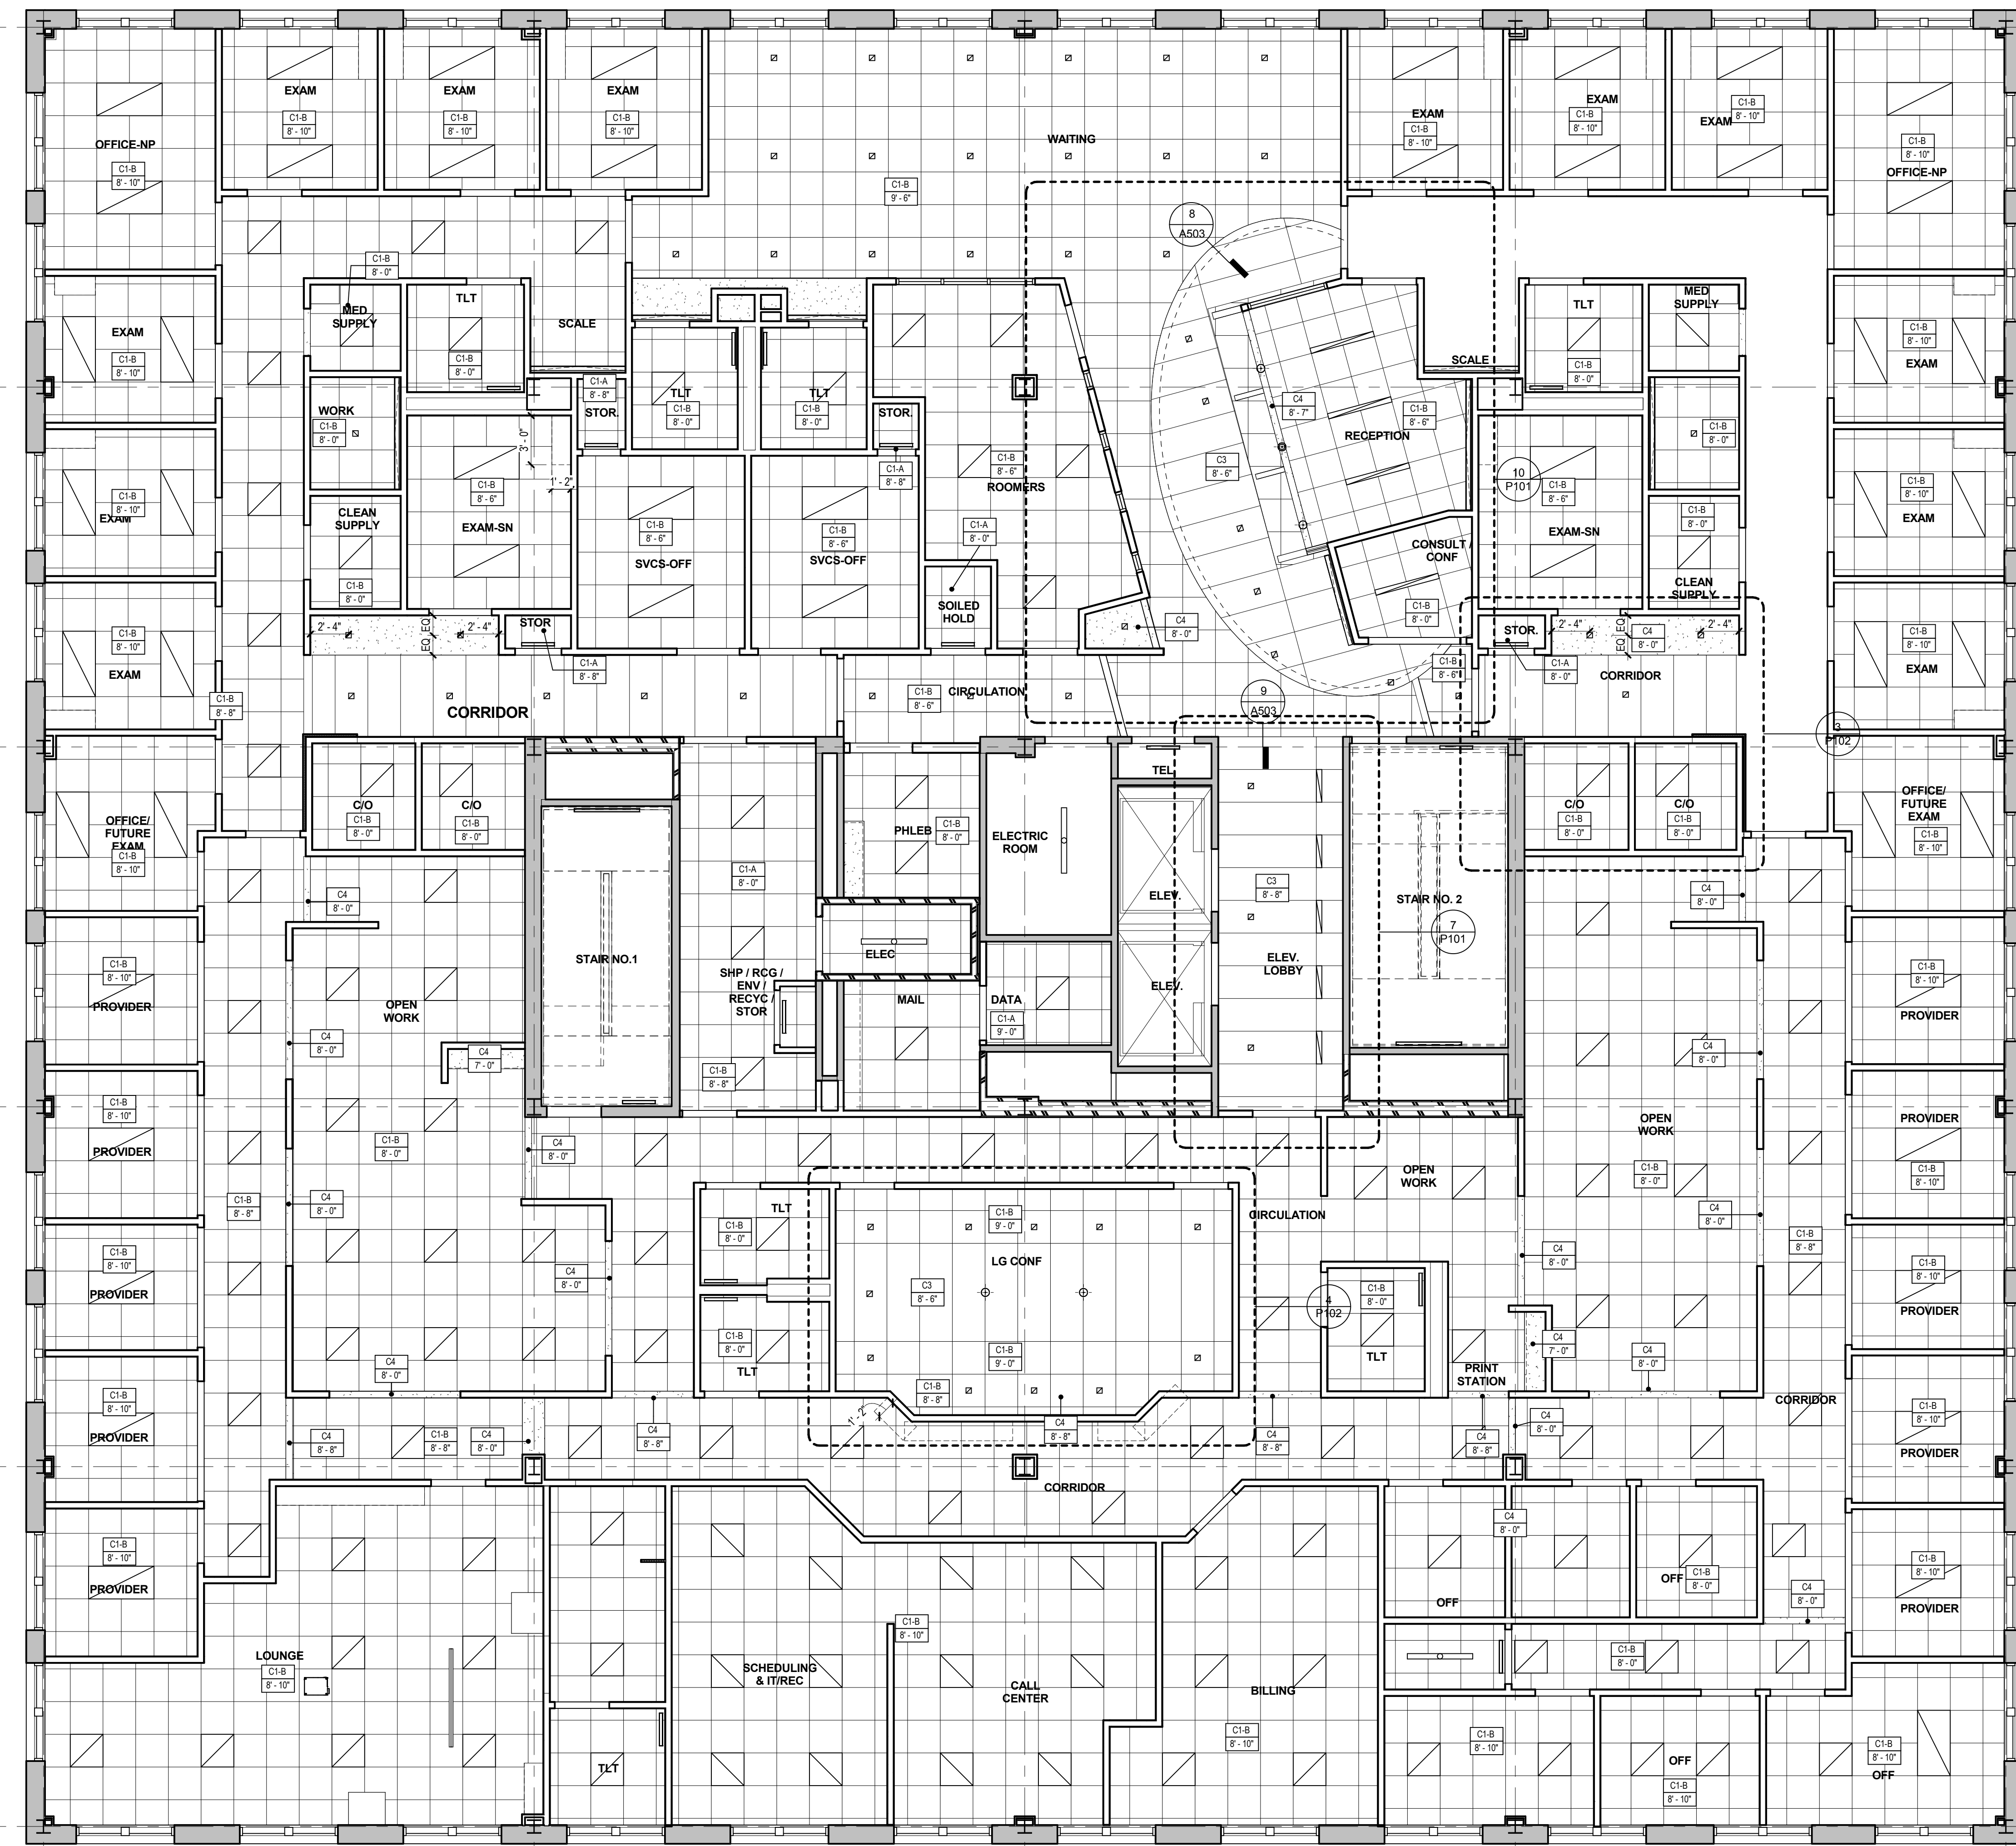 EXAM
C1-B
8' - 10"
EXAM
C1-B
8' - 10"
EXAM
C1-B
8' - 10"
OFFICE-NP
C1-B
8' - 10"
WAITING
C1-B
9' - 6"
EXAM
C1-B
8' - 10"
EXAM
C1-B
8' - 10"
EXAM
C1-B
8' - 10"
C1-B
8' - 10"
OFFICE-NP
8
A503
C1-B
8' - 0"
MED
SUPPLY
TLT
C1-B
8' - 0"
SCALE
EXAM
C1-B
8' - 10"
WORK
C1-B
8' - 0"
3' - 0"
1' - 2"
C1-A
8' - 8"
STOR.
TLT
C1-B
8' - 0"
TLT
C1-B
8' - 0"
STOR.
C1-A
8' - 8"
C1-B
8' - 6"
ROOMERS
C1-B
8' - 6"
EXAM-SN
C1-B
8' - 6"
SVCS-OFF
C1-B
8' - 6"
SVCS-OFF
C1-A
8' - 0"
SOILED
HOLD
C1-B
8' - 10"
EXAM
CLEAN
SUPPLY
C1-B
8' - 0"
C1-B
8' - 10"
EXAM
2' - 4"
EQ
EQ
2' - 4"
STOR
C1-A
8' - 8"
C4
8' - 0"
C4
8' - 7"
C1-B
8' - 6"
RECEPTION
C3
8' - 6"
CONSULT /
CONF
C1-B
8' - 0"
SCALE
TLT
C1-B
8' - 0"
MED
SUPPLY
C1-B
8' - 0"
10
P101
C1-B
8' - 6"
EXAM-SN
C1-B
8' - 0"
CLEAN
SUPPLY
C1-B
8' - 10"
EXAM
C1-B
8' - 10"
EXAM
C1-B
8' - 10"
EXAM
STOR.
2' - 4"
EQ
EQ
C4
8' - 0"
2' - 4"
C1-A
8' - 0"
CORRIDOR
C1-B
8' - 6"
C1-B
8' - 8"
CORRIDOR
C1-B
8' - 6"
CIRCULATION
9
A503
3
P102
OFFICE/
FUTURE
EXAM
C1-B
8' - 10"
C/O
C1-B
8' - 0"
C/O
C1-B
8' - 0"
PHLEB
C1-B
8' - 0"
ELECTRIC
ROOM
TEL
C/O
C1-B
8' - 0"
C/O
C1-B
8' - 0"
OFFICE/
FUTURE
EXAM
C1-B
8' - 10"
C4
8' - 0"
C1-A
8' - 0"
ELEV.
C3
8' - 8"
STAIR NO. 2
7
P101
C4
8' - 0"
STAIR NO.1
ELEC
ELEV.
LOBBY
C1-B
8' - 10"
PROVIDER
OPEN
WORK
SHP / RCG /
ENV /
RECYC /
STOR
MAIL
DATA
C1-A
9' - 0"
ELEV.
C1-B
8' - 10"
PROVIDER
C4
8' - 0"
C4
7' - 0"
C1-B
8' - 8"
C4
8' - 0"
C1-B
8' - 10"
PROVIDER
C1-B
8' - 0"
C4
8' - 0"
OPEN
WORK
OPEN
WORK
C1-B
8' - 0"
PROVIDER
C1-B
8' - 10"
C1-B
8' - 8"
C4
8' - 0"
TLT
C1-B
8' - 0"
C1-B
9' - 0"
CIRCULATION
C4
8' - 0"
C1-B
8' - 8"
C4
8' - 0"
C1-B
8' - 10"
PROVIDER
C4
8' - 0"
LG CONF
C3
8' - 6"
4
P102
C1-B
8' - 0"
TLT
C1-B
8' - 10"
PROVIDER
C1-B
8' - 0"
TLT
C1-B
9' - 0"
C4
7' - 0"
C4
8' - 0"
PRINT
STATION
C4
8' - 0"
C1-B
8' - 8"
C1-B
8' - 10"
PROVIDER
1' - 2"
CORRIDOR
C1-B
8' - 10"
PROVIDER
C4
8' - 8"
C1-B
8' - 8"
C4
8' - 0"
C4
8' - 8"
C4
8' - 8"
C4
8' - 8"
C4
8' - 8"
C4
8' - 0"
CORRIDOR
C4
8' - 0"
C1-B
8' - 10"
PROVIDER
C1-B
8' - 10"
PROVIDER
OFF
OFF
C1-B
8' - 0"
C4
8' - 0"
LOUNGE
C1-B
8' - 10"
SCHEDULING
& IT/REC
C1-B
8' - 10"
CALL
CENTER
BILLING
C1-B
8' - 10"
C1-B
8' - 0"
TLT
C1-B
8' - 10"
OFF
C1-B
8' - 10"
C1-B
8' - 10"
OFF